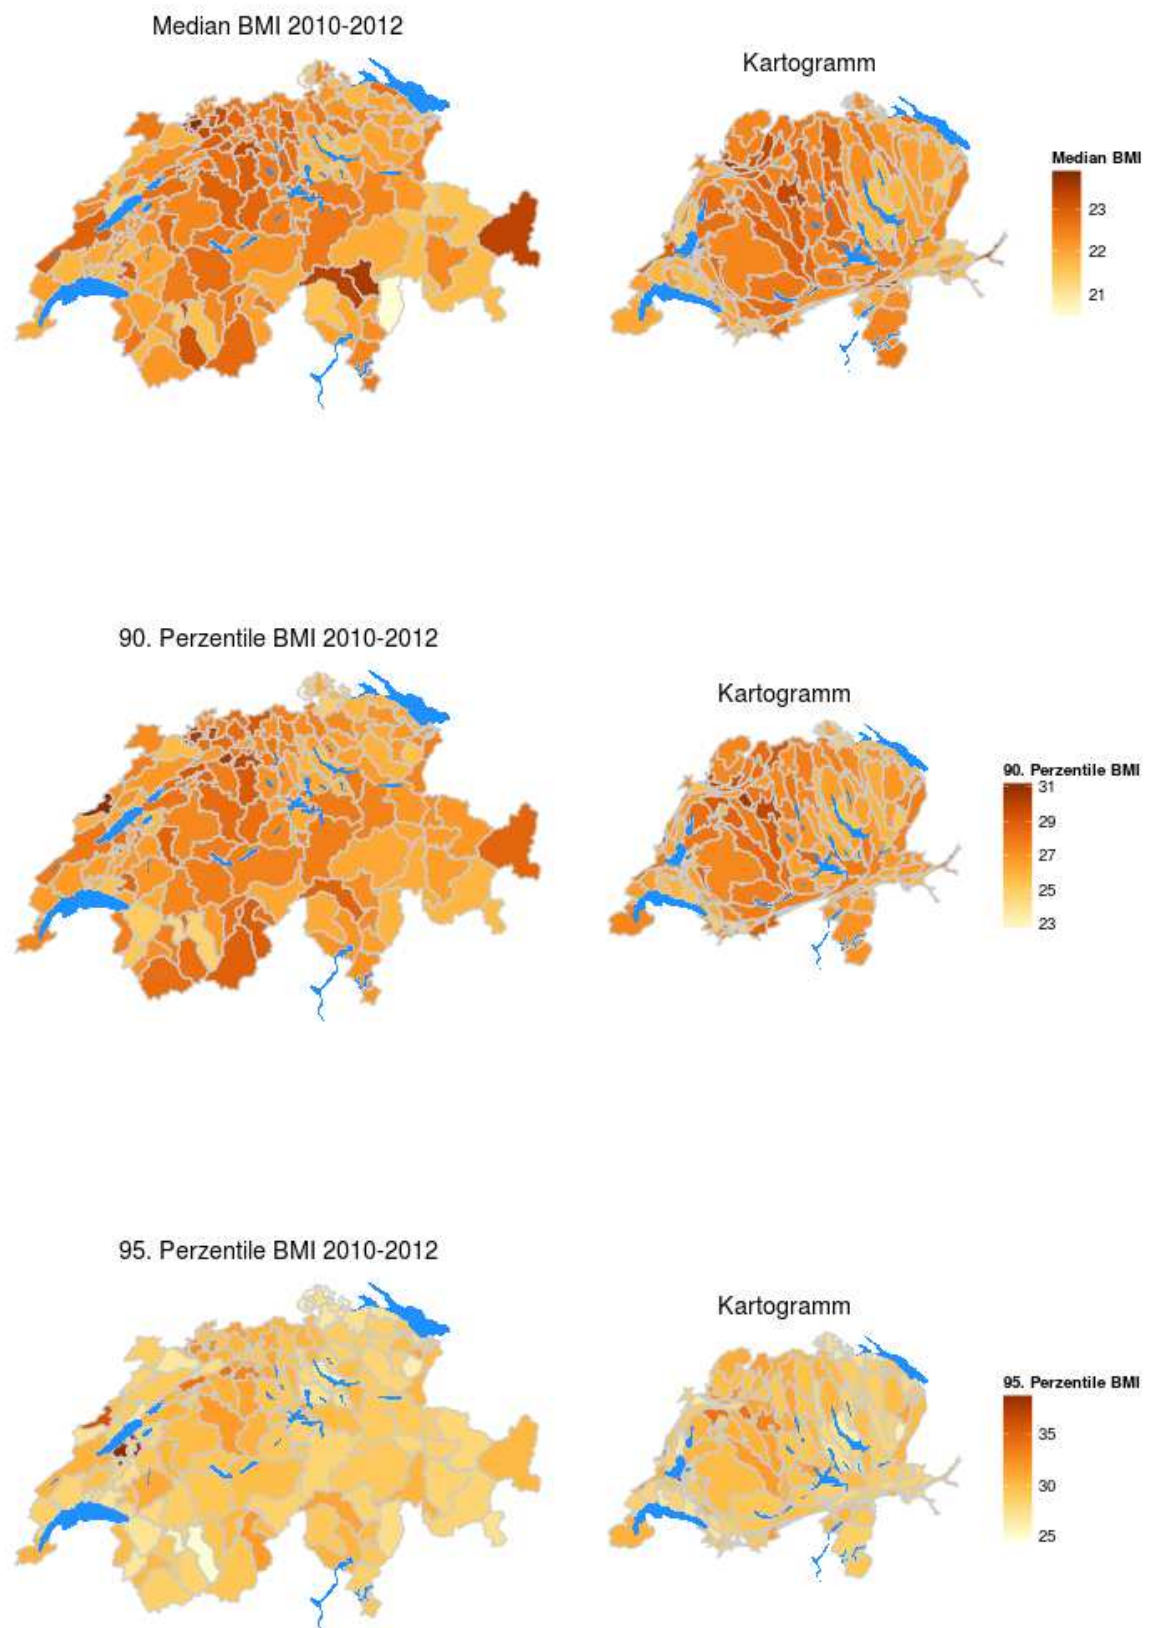 Median BMI 2010-2012
Kartogramm
Median BMI
23
22
21
90. Perzentile BMI 2010-2012
Kartogramm
90. Perzentile BMI
31
29
27
25
23
95. Perzentile BMI 2010-2012
Kartogramm
95. Perzentile BMI
35
30
25